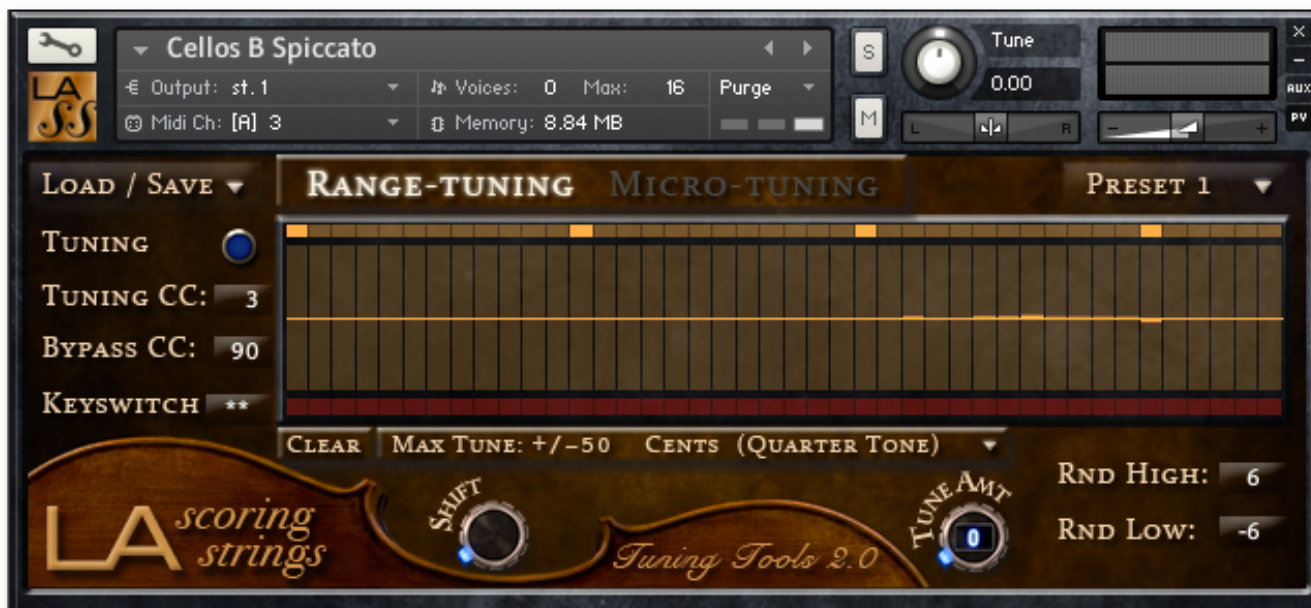 Cellos B Spiccato
S
Tune
0.00
×
AUX
PV
LA
SS
Output: st.1
Voices: 0 Max: 16 Purge
Midi Ch: [A] 3
Memory: 8.84 MB
M
L R
- +
LOAD / SAVE
RANGE-TUNING MICRO-TUNING
PRESET 1
TUNING
TUNING CC: 3
BYPASS CC: 90
KEYSWITCH **
CLEAR MAX TUNE: +/-50 CENTS (QUARTER TONE)
SHIFT
TUNE AMT
0
RND HIGH: 6
RND LOW: -6
LA scoring
strings
Tuning Tools 2.0